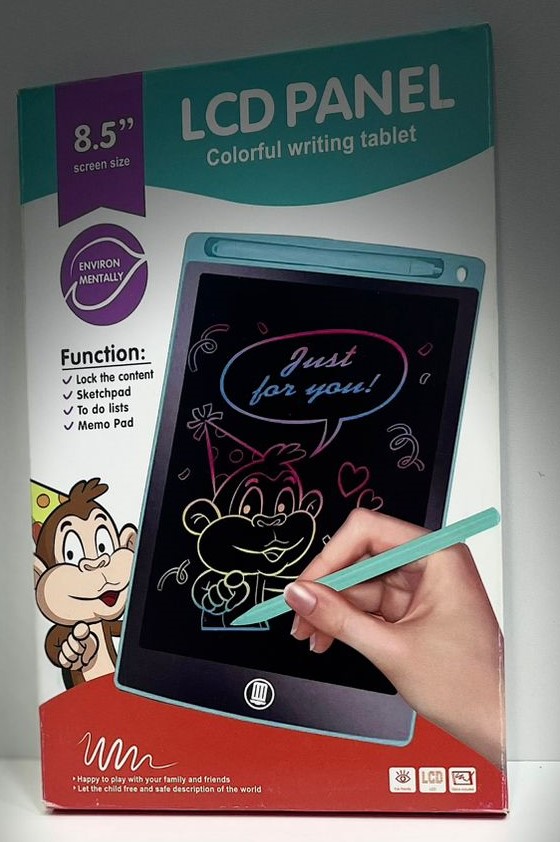 LCD PANEL
Colorful writing tablet
8.5”
screen size
ENVIRON
MENTALLY
Function:
Lock the content
Sketchpad
To do lists
Memo Pad
Just
for you!
Happy to play with your family and friends
Let the child free and safe description of the world
LCD